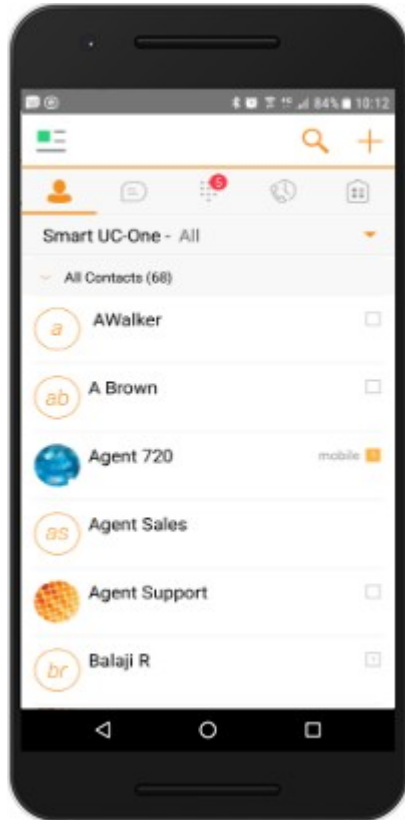 84% 10:12
5
Smart UC-One - All
All Contacts (68)
a AWalker
ab A Brown
Agent 720 mobile
as Agent Sales
Agent Support
br Balaji R